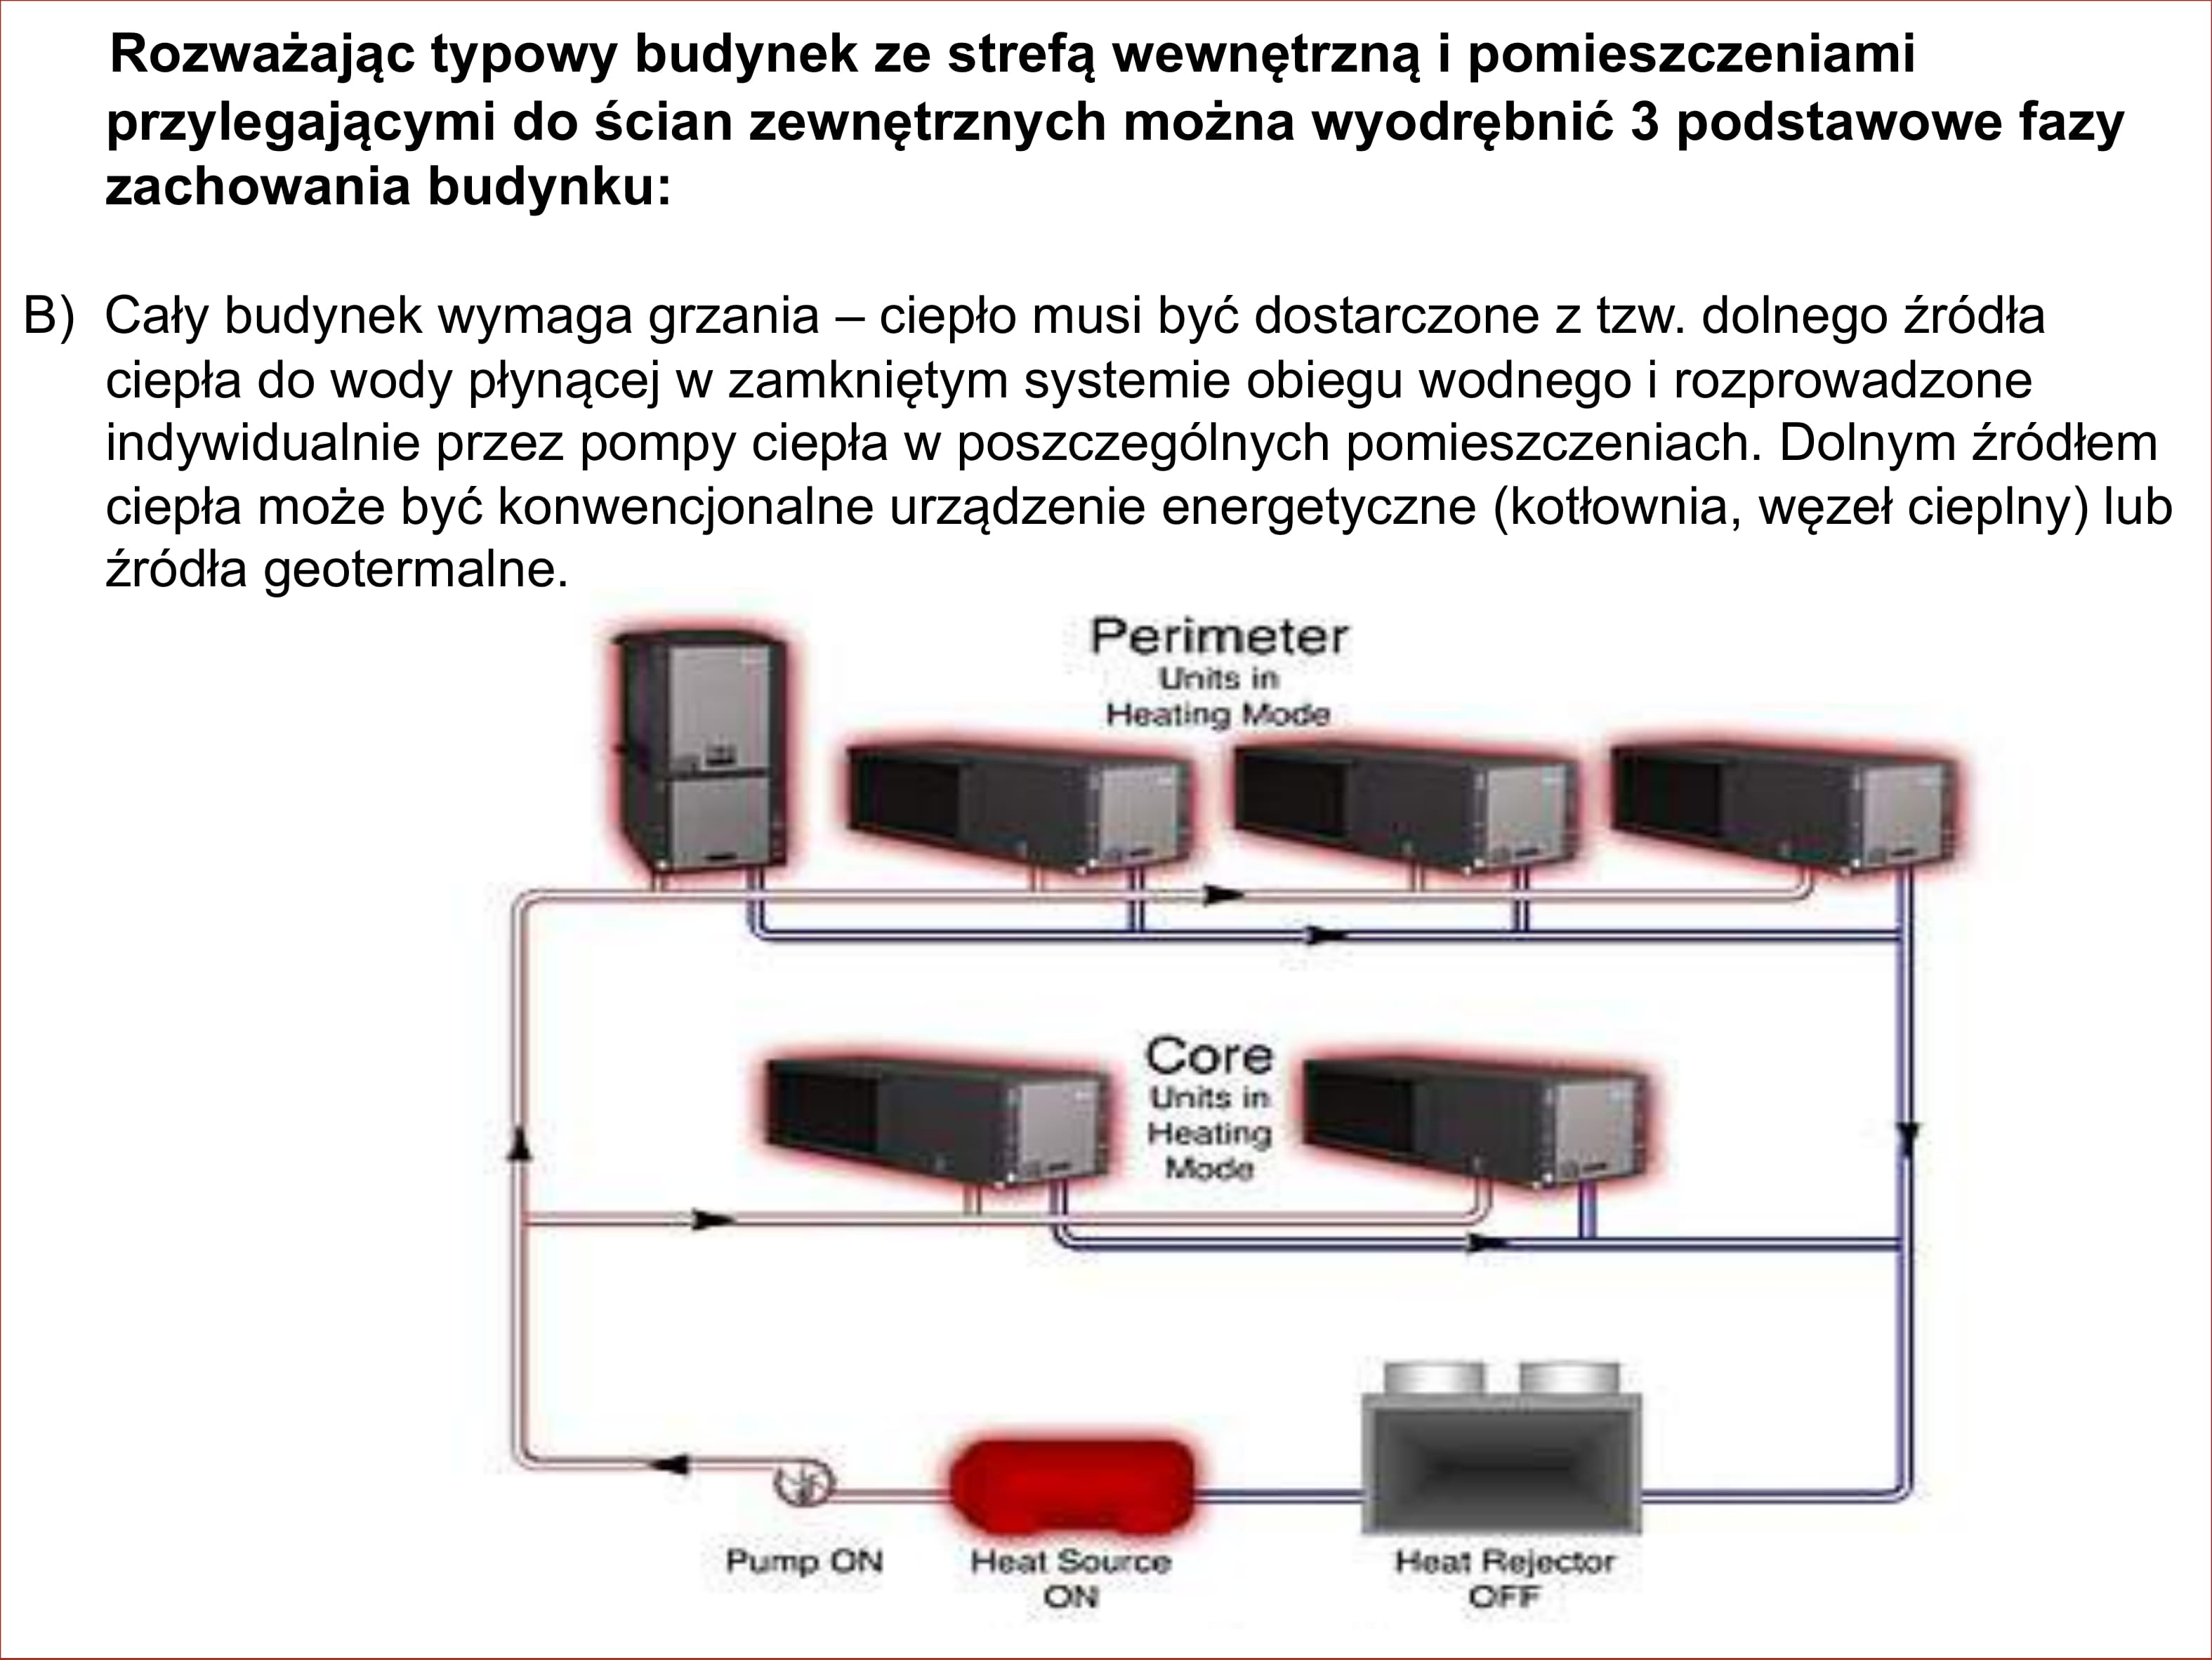 Rozważając typowy budynek ze strefą wewnętrzną i pomieszczeniami
przylegającymi do ścian zewnętrznych można wyodrębnić 3 podstawowe fazy
zachowania budynku:
B) Cały budynek wymaga grzania – ciepło musi być dostarczone z tzw. dolnego źródła
ciepła do wody płynącej w zamkniętym systemie obiegu wodnego i rozprowadzone
indywidualnie przez pompy ciepła w poszczególnych pomieszczeniach. Dolnym źródłem
ciepła może być konwencjonalne urządzenie energetyczne (kotłownia, węzeł cieplny) lub
źródła geotermalne.
Perimeter
Units in
Heating Mode
Core
Units in
Heating
Mode
Pump ON
Heat Source
ON
Heat Rejector
OFF